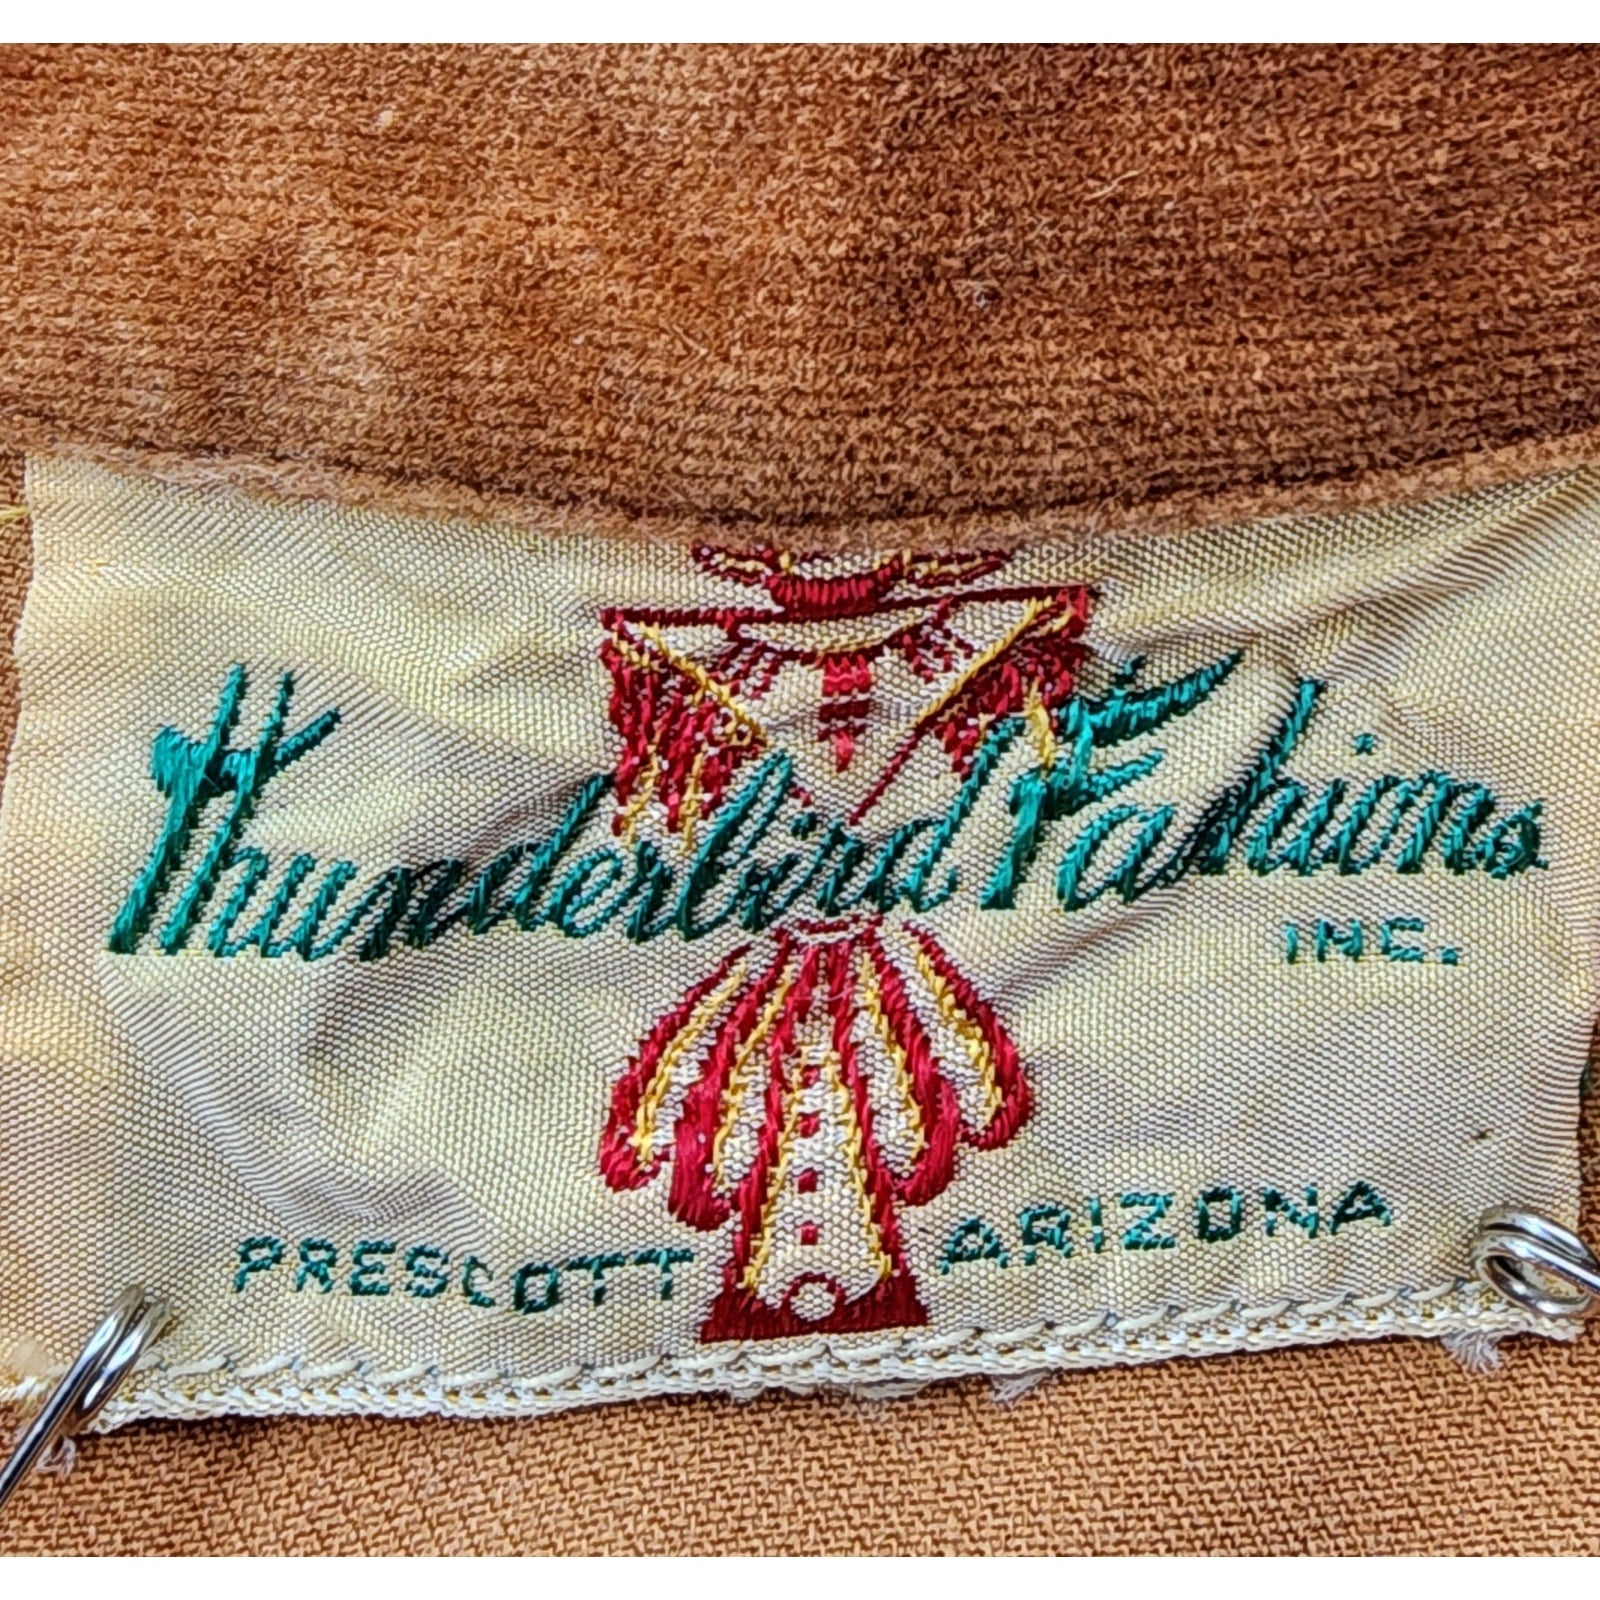 Thunderbird Fashions
INC.
PRESCOTT ARIZONA